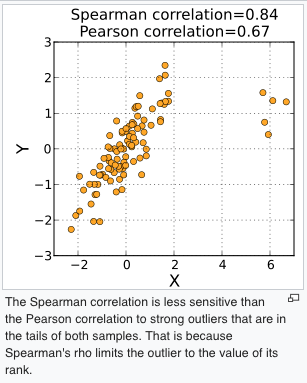 Spearman correlation=0.84
Pearson correlation=0.67
3
2
1
Y
0
−1
−2
−3
−2 0 2 4 6 8
X
The Spearman correlation is less sensitive than
the Pearson correlation to strong outliers that are in
the tails of both samples. That is because
Spearman's rho limits the outlier to the value of its
rank.